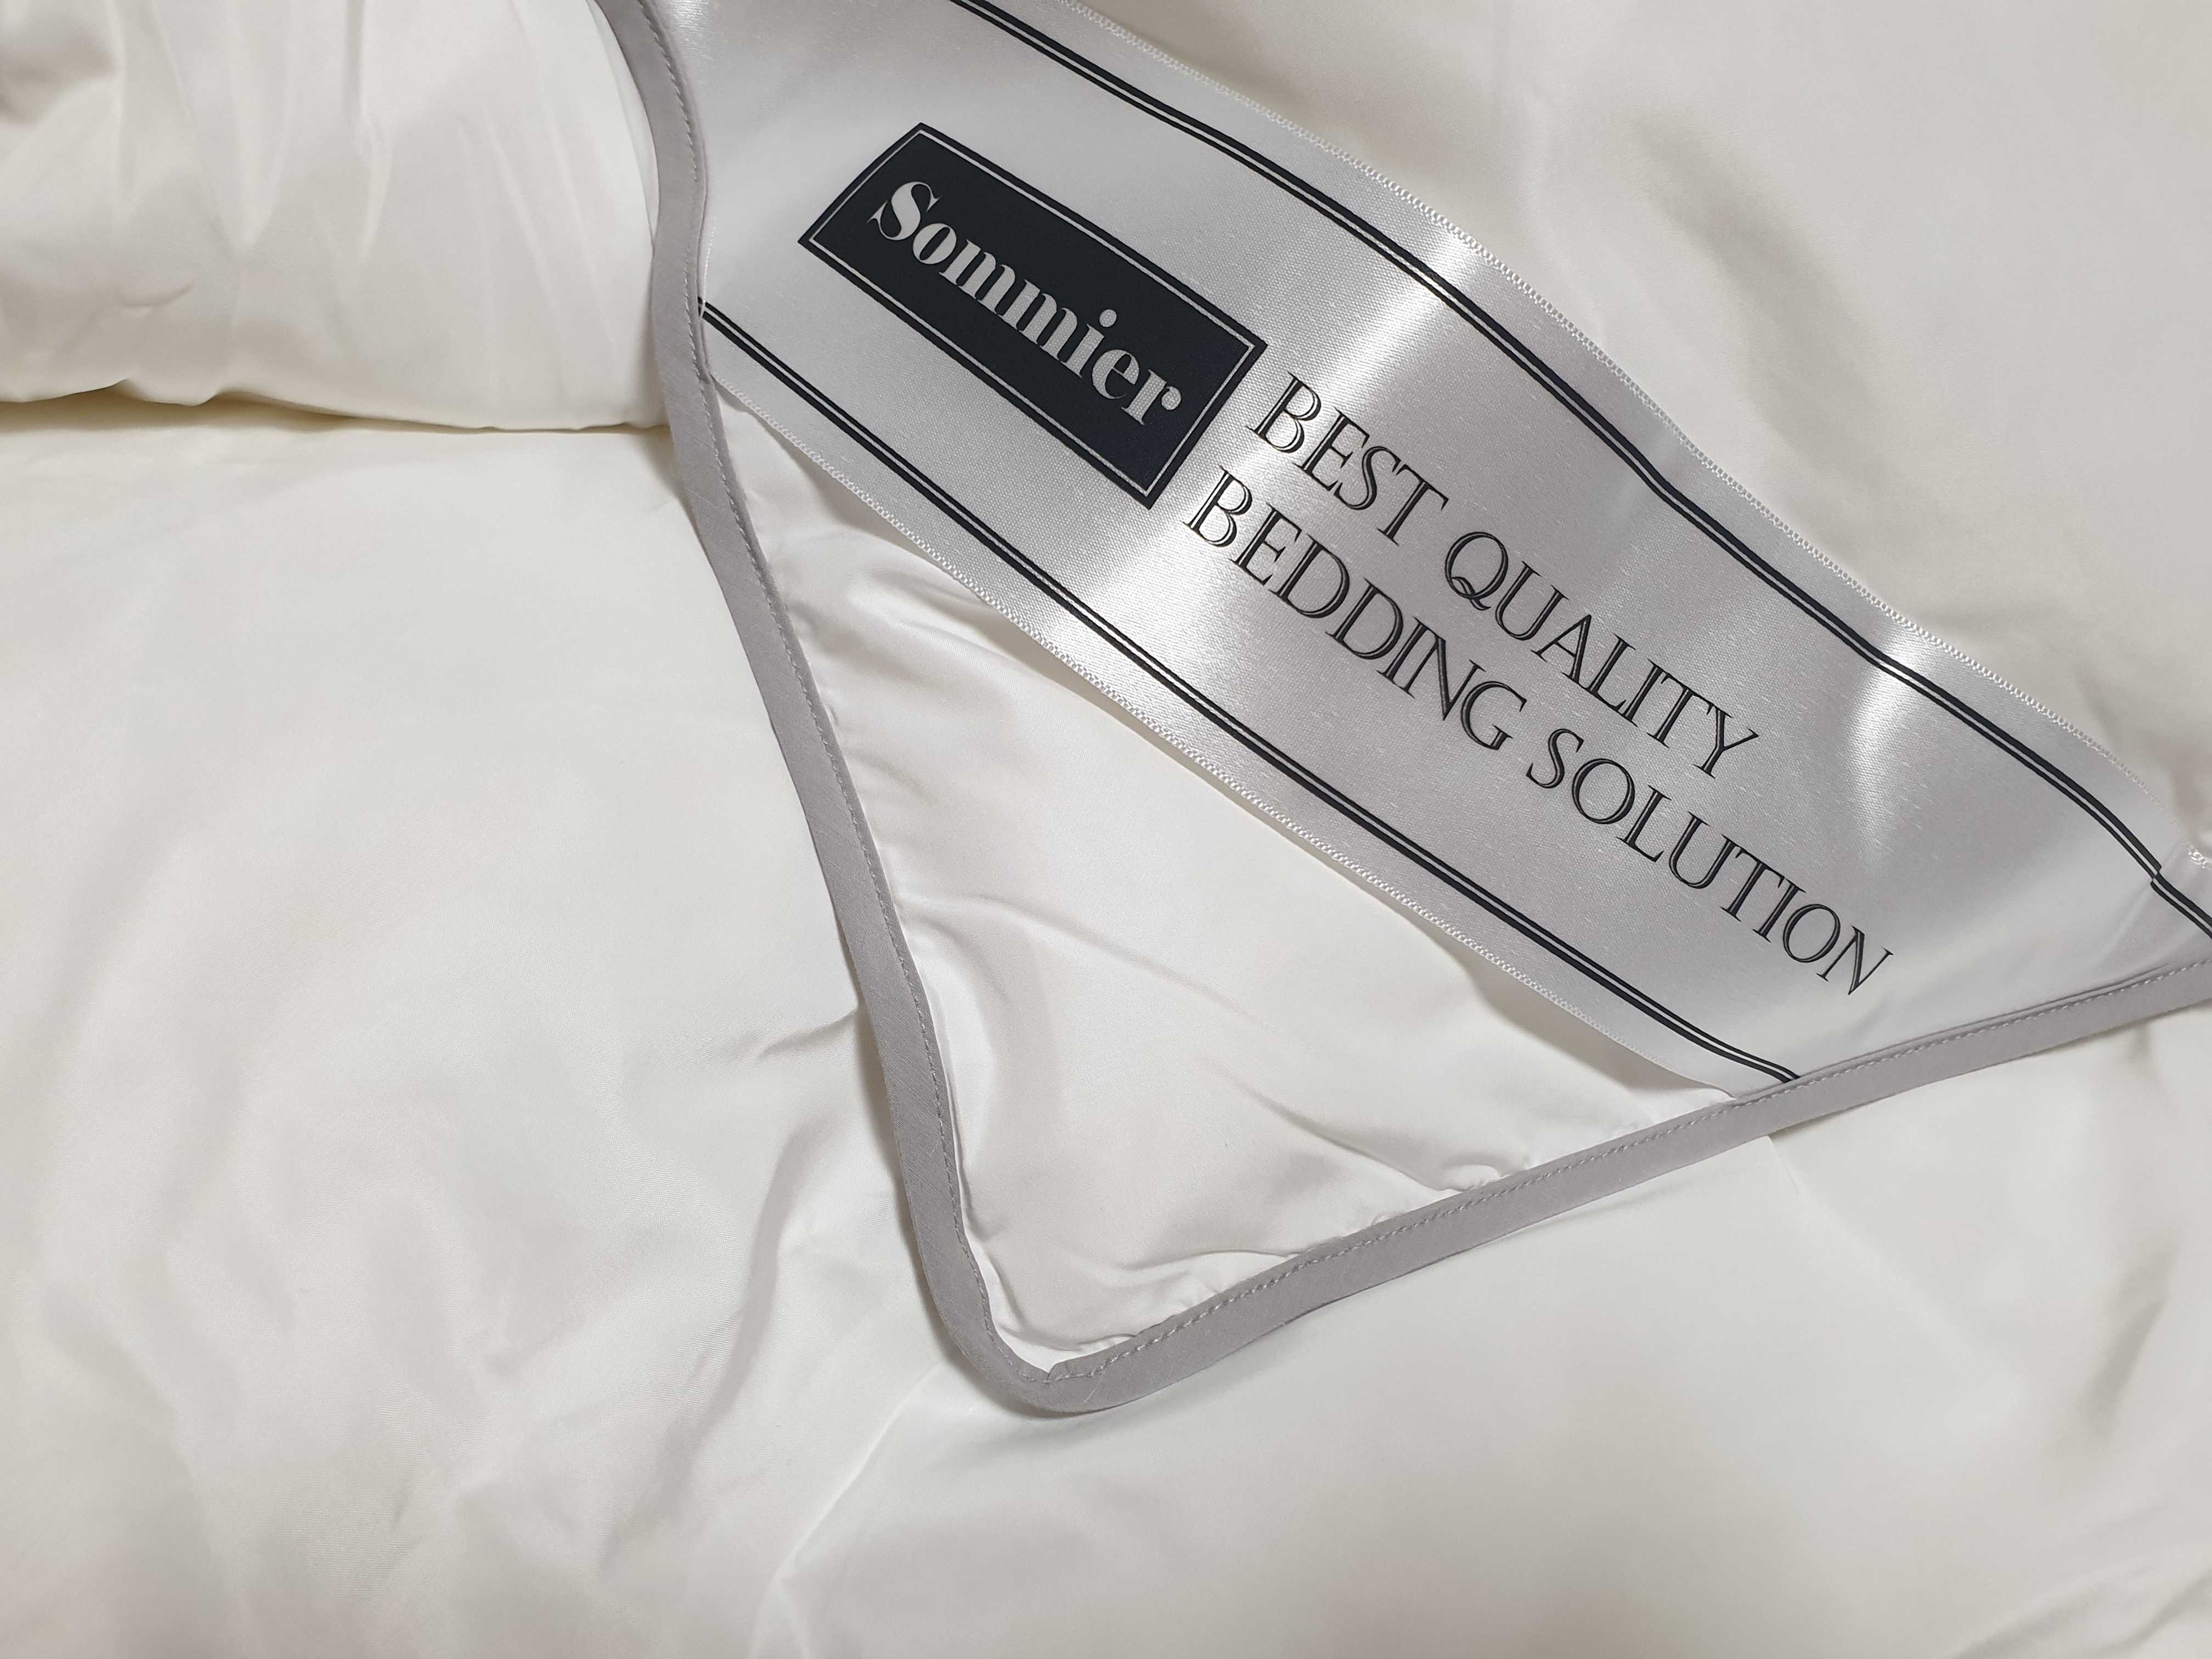 Sommier
BEST QUALITY
BEDDING SOLUTION